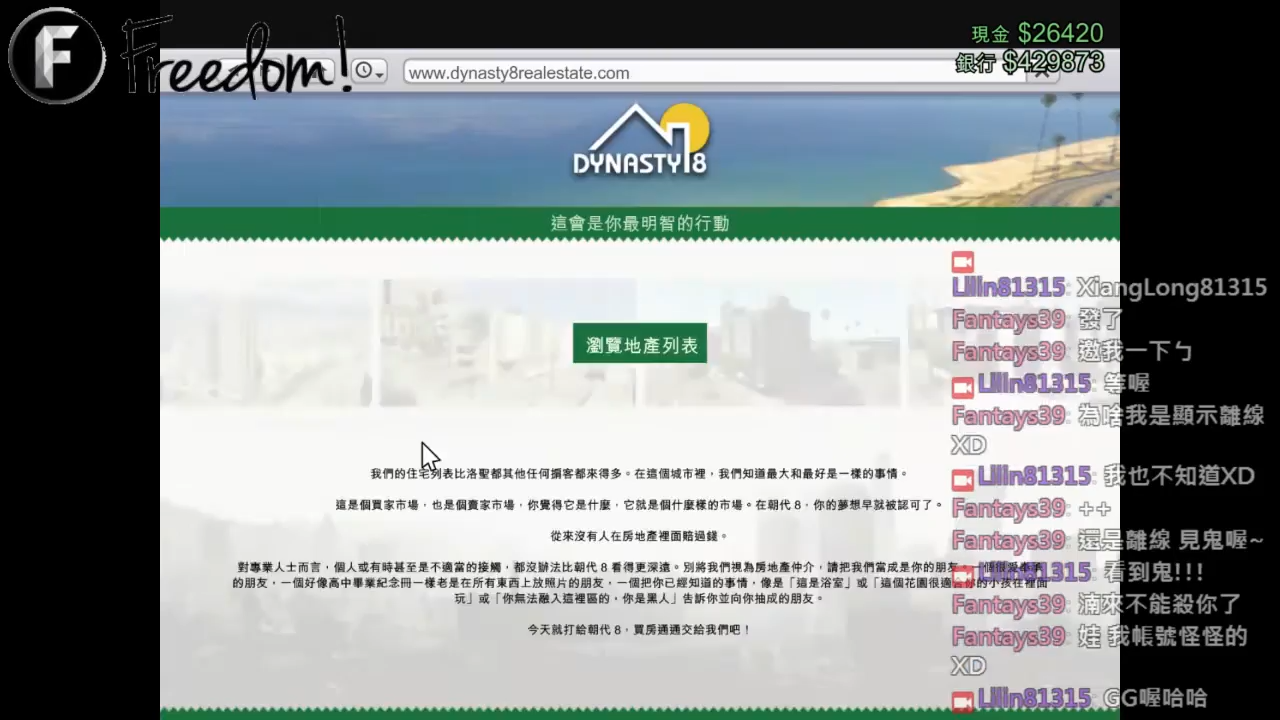 F Freedom!
現金 $26420
銀行 $429873
www.dynasty8realestate.com
DYNASTY8
這會是你最明智的行動
瀏覽地產列表
我們的住宅列表比洛聖都其他任何掮客都來得多。在這個城市裡，我們知道最大和最好是一樣的事情。
這是個買家市場，也是個賣家市場，你覺得它是什麼，它就是個什麼樣的市場。在朝代 8，你的夢想早就被認可了。
從來沒有人在房地產裡面賠過錢。
對專業人士而言，個人或有時甚至是不適當的接觸，都沒辦法比朝代 8 看得更深遠。別將我們視為房地產仲介，請把我們當成是你的朋友。一個很愛奉承
的朋友，一個好像高中畢業紀念冊一樣老是在所有東西上放照片的朋友，一個把你已經知道的事情，像是「這是浴室」或「這個花園很適合你的小孩在裡面
玩」或「你無法融入這裡區的，你是黑人」告訴你並向你抽成的朋友。
今天就打給朝代 8，買房通通交給我們吧！
Lilin81315: XiangLong81315
Fantays39: 發了
Fantays39: 邀我一下ㄅ
Lilin81315: 等喔
Fantays39: 為啥我是顯示離線
XD
Lilin81315: 我也不知道XD
Fantays39: ++
Fantays39: 還是離線 見鬼喔~
Lilin81315: 看到鬼!!!
Fantays39: 湳來不能殺你了
Fantays39: 娃 我帳號怪怪的
XD
Lilin81315: GG喔哈哈